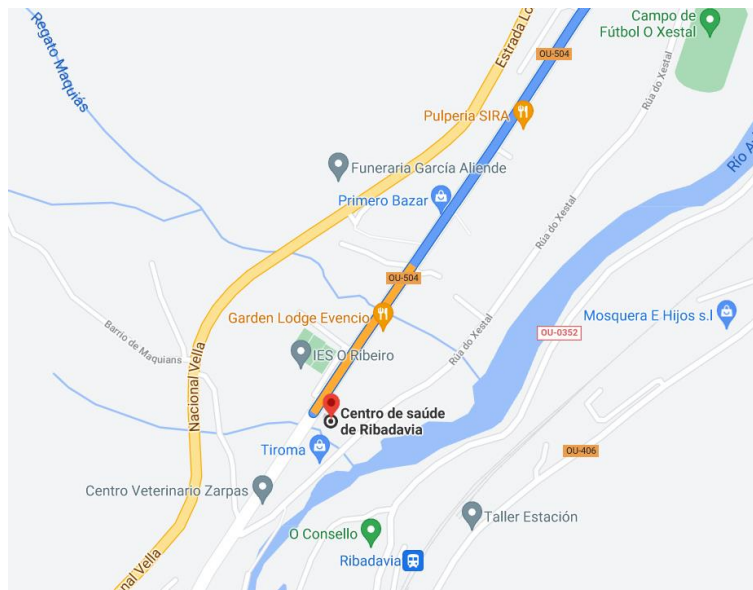 Campo de
Fútbol O Xestal
Regato Maquiás
Estrada Lo
OU-504
Rúa do Xestal
Pulpería SIRA
Río A
Funeraria García Aliende
Primero Bazar
Rúa do Xestal
OU-504
Garden Lodge Evencio
Mosquera E Hijos s.l
OU-0352
Barrio de Maquians
IES O Ribeiro
Rúa do Xestal
Nacional Vella
Centro de saúde
de Ribadavia
Tiroma
OU-406
Centro Veterinario Zarpas
Taller Estación
O Consello
Ribadavia
nal Vella